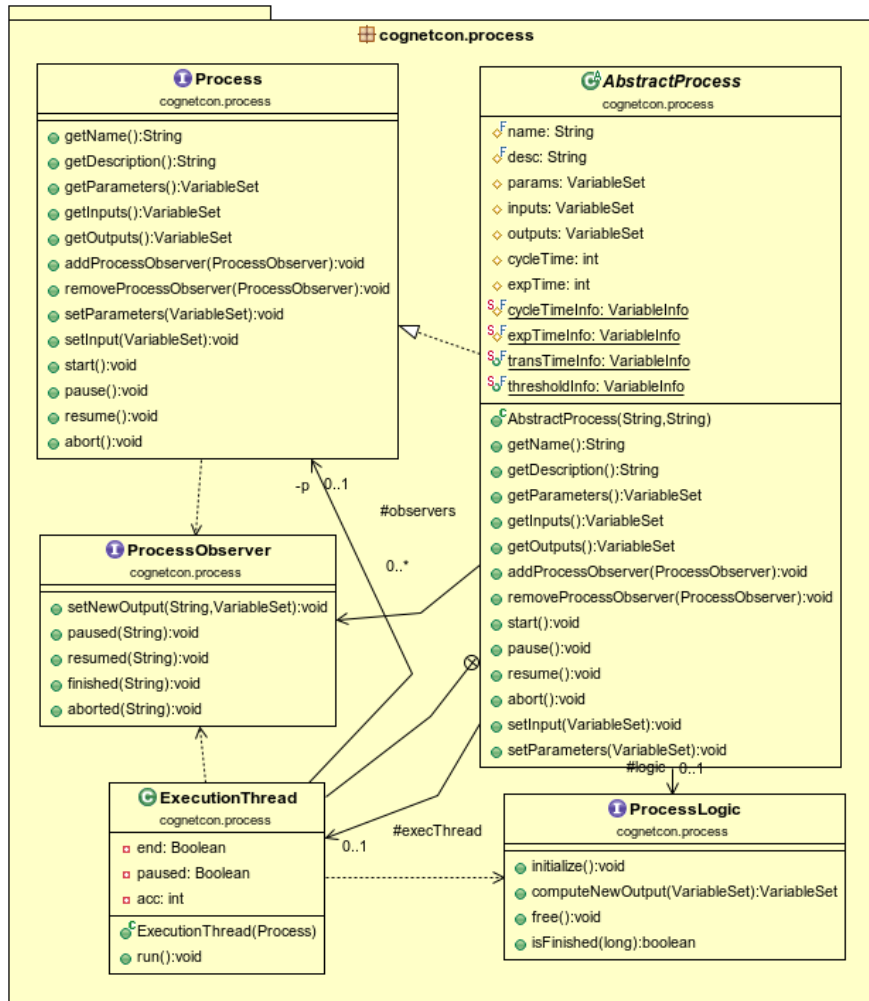 cognetcon.process
I Process
cognetcon.process
getName():String
getDescription():String
getParameters():VariableSet
getInputs():VariableSet
getOutputs():VariableSet
addProcessObserver(ProcessObserver):void
removeProcessObserver(ProcessObserver):void
setParameters(VariableSet):void
setInput(VariableSet):void
start():void
pause():void
resume():void
abort():void
C A AbstractProcess
cognetcon.process
F name: String
F desc: String
params: VariableSet
inputs: VariableSet
outputs: VariableSet
cycleTime: int
expTime: int
S F cycleTimeInfo: VariableInfo
S F expTimeInfo: VariableInfo
S F transTimeInfo: VariableInfo
S F thresholdInfo: VariableInfo
C AbstractProcess(String,String)
getName():String
getDescription():String
getParameters():VariableSet
getInputs():VariableSet
getOutputs():VariableSet
addProcessObserver(ProcessObserver):void
removeProcessObserver(ProcessObserver):void
start():void
pause():void
resume():void
abort():void
setInput(VariableSet):void
setParameters(VariableSet):void
-p 0..1
#observers
0..*
I ProcessObserver
cognetcon.process
setNewOutput(String,VariableSet):void
paused(String):void
resumed(String):void
finished(String):void
aborted(String):void
#logic 0..1
C ExecutionThread
cognetcon.process
end: Boolean
paused: Boolean
acc: int
C ExecutionThread(Process)
run():void
#execThread
0..1
I ProcessLogic
cognetcon.process
initialize():void
computeNewOutput(VariableSet):VariableSet
free():void
isFinished(long):boolean